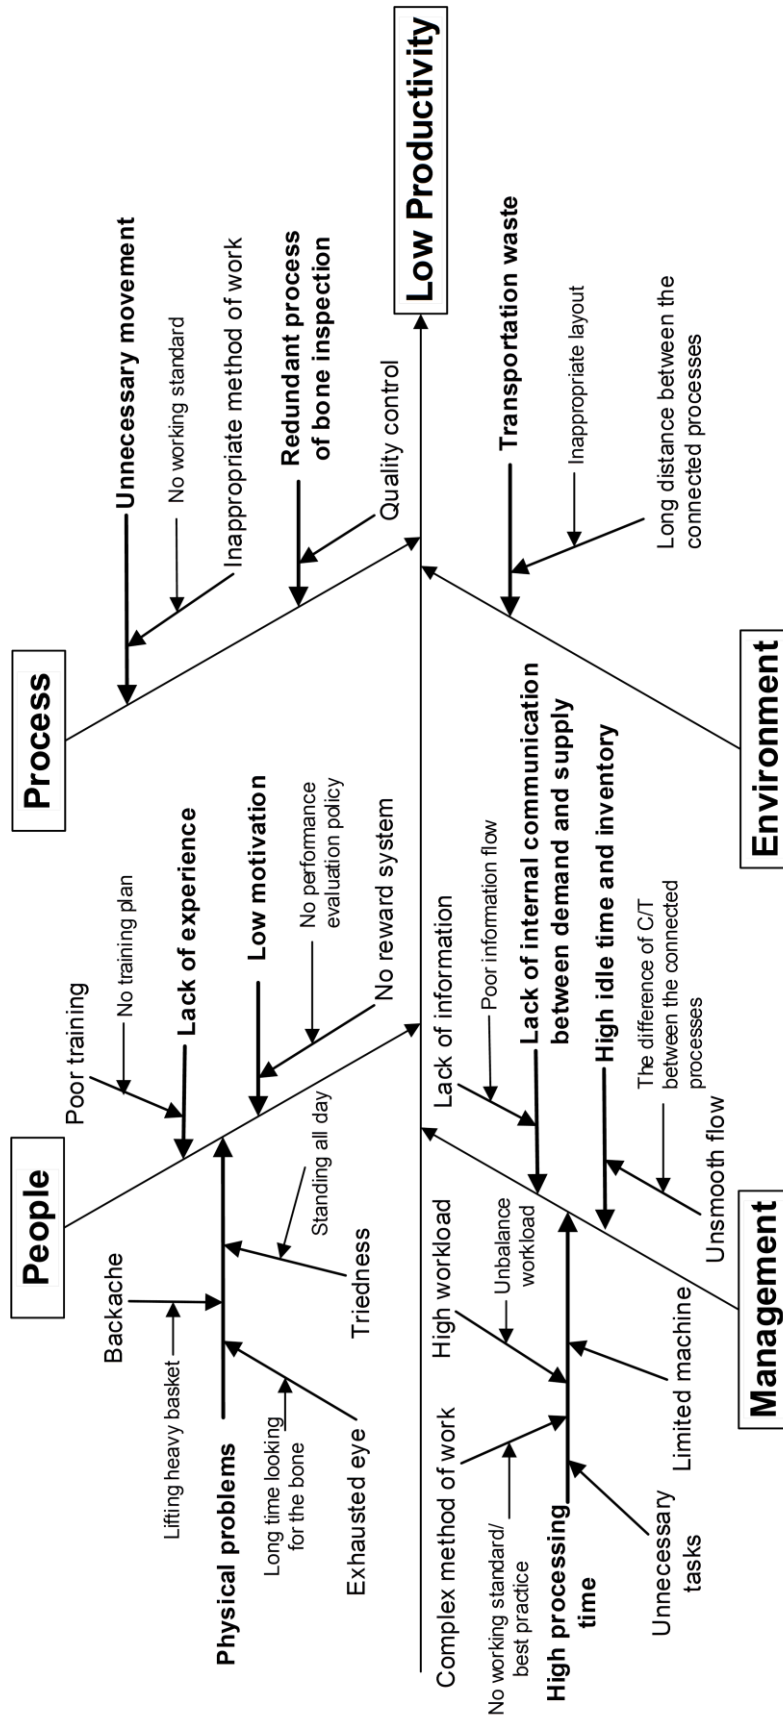 People
Process
Backache
Lifting heavy basket
Physical problems
Long time looking
for the bone
Exhausted eye
Triedness
Standing all day
Poor training
No training plan
Lack of experience
Low motivation
No performance
evaluation policy
No reward system
Unnecessary movement
No working standard
Inappropriate method of work
Redundant process
of bone inspection
Quality control
Low Productivity
Complex method of work
No working standard/
best practice
High processing
time
Unnecessary
tasks
High workload
Unbalance
workload
Limited machine
Lack of information
Poor information flow
Lack of internal communication
between demand and supply
High idle time and inventory
The difference of C/T
between the connected
processes
Unsmooth flow
Transportation waste
Inappropriate layout
Long distance between the
connected processes
Management
Environment